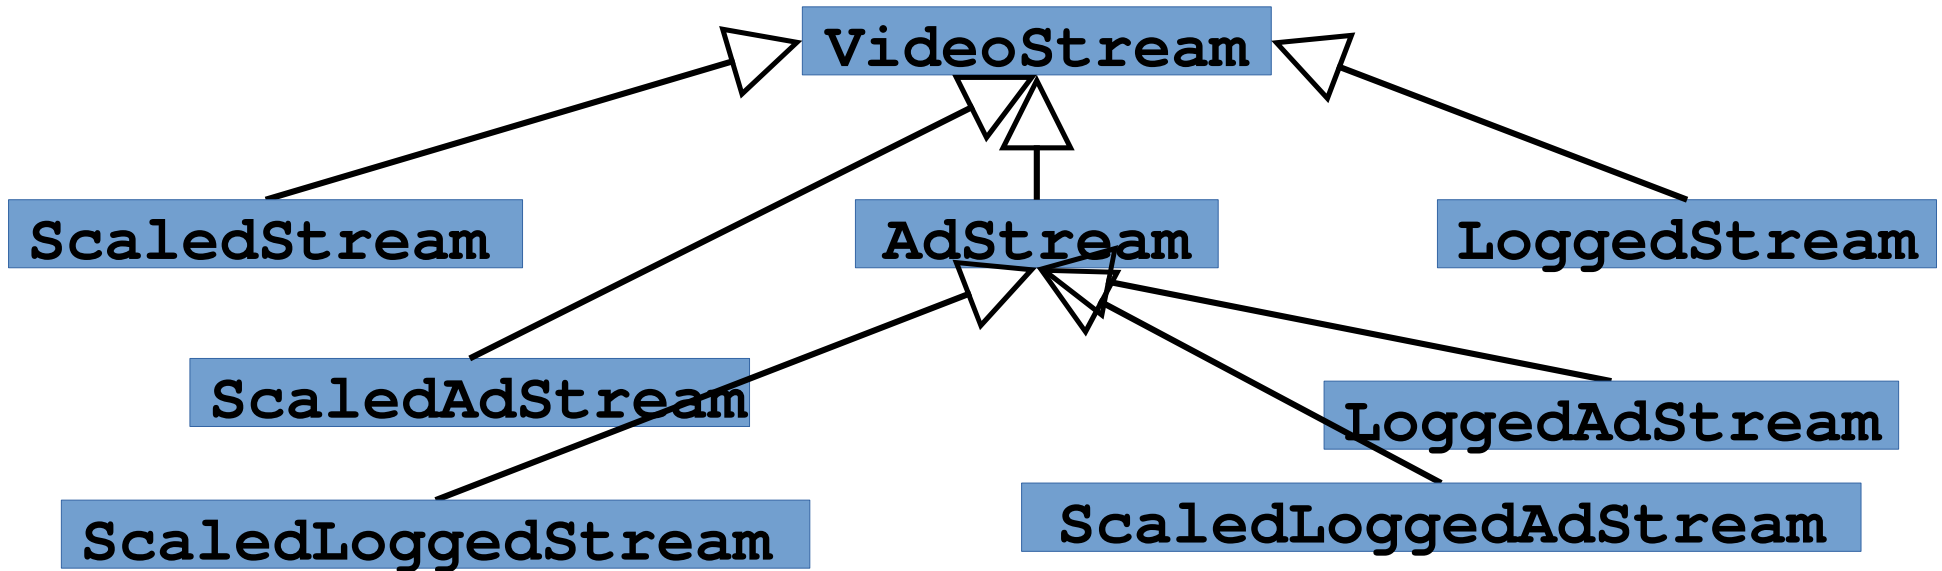 VideoStream
ScaledStream
AdStream
LoggedStream
ScaledAdStream
LoggedAdStream
ScaledLoggedStream
ScaledLoggedAdStream